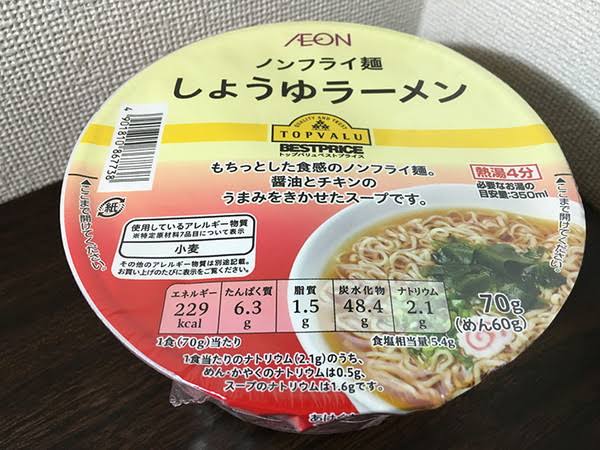 ÆON
ノンフライ麺
しょうゆラーメン
QUALITY AND TRUST
TOPVALU
BESTPRICE
トップバリュベストプライス
もちっとした食感のノンフライ麺。
醤油とチキンの
うまみをきかせたスープです。
熱湯4分
必要なお湯の
目安量:350ml
4901810867738
紙
ここまで開けてください。
ここまで開けてください。
使用しているアレルギー物質
※特定原材料7品目について表示
小麦
その他のアレルギー物質は別途記載。
お買い上げのたびに表示をご覧ください。
エネルギー 229 kcal
たんぱく質 6.3 g
脂質 1.5 g
炭水化物 48.4 g
ナトリウム 2.1 g
1食(70g)当たり
食塩相当量 5.4g
70g
(めん60g)
1食当たりのナトリウム(2.1g)のうち、
めん・かやくのナトリウムは0.5g、
スープのナトリウムは1.6gです。